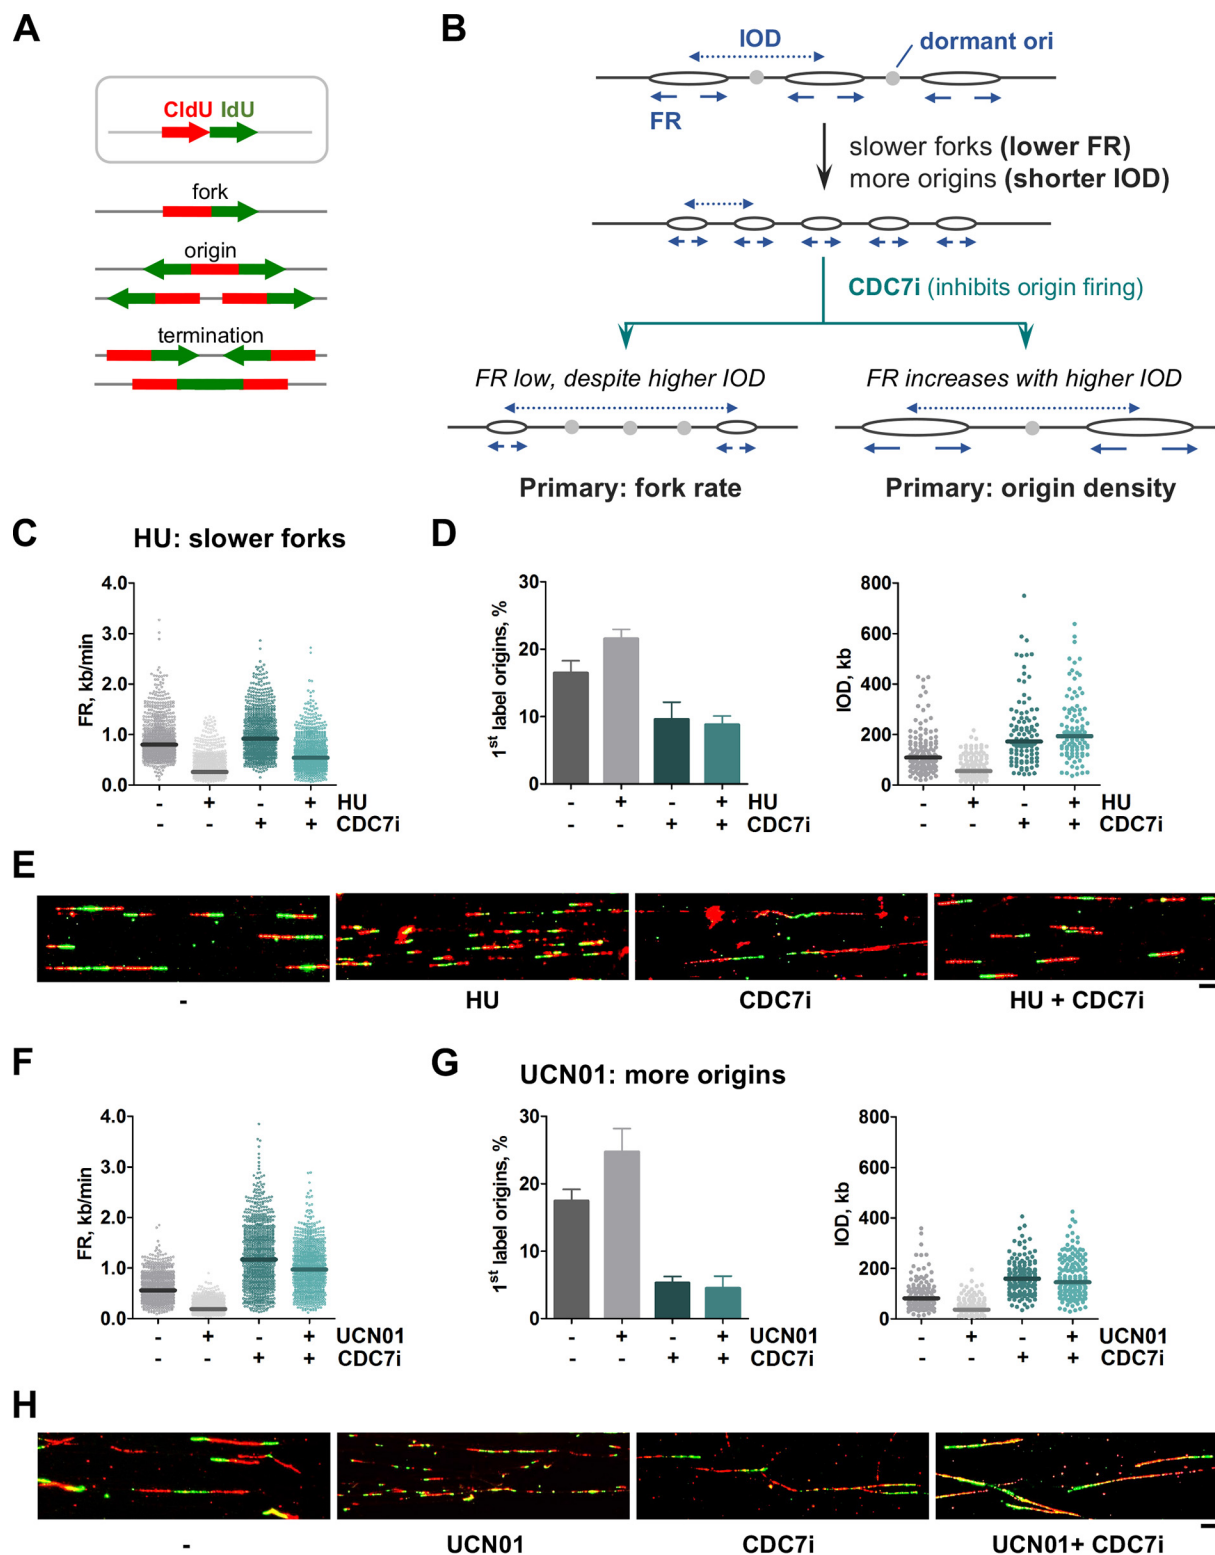 A
CldU IdU
fork
origin
termination
B
IOD
dormant ori
FR
slower forks (lower FR)
more origins (shorter IOD)
CDC7i (inhibits origin firing)
FR low, despite higher IOD
FR increases with higher IOD
Primary: fork rate
Primary: origin density
C
HU: slower forks
FR, kb/min
4.0
3.0
2.0
1.0
0.0
- + - + HU
- - + + CDC7i
D
1st label origins, %
30
20
10
0
- + - + HU
- - + + CDC7i
IOD, kb
800
600
400
200
0
- + - + HU
- - + + CDC7i
E
-
HU
CDC7i
HU + CDC7i
F
FR, kb/min
4.0
3.0
2.0
1.0
0.0
- + - + UCN01
- - + + CDC7i
G
UCN01: more origins
1st label origins, %
30
20
10
0
- + - + UCN01
- - + + CDC7i
IOD, kb
800
600
400
200
0
- + - + UCN01
- - + + CDC7i
H
-
UCN01
CDC7i
UCN01+ CDC7i